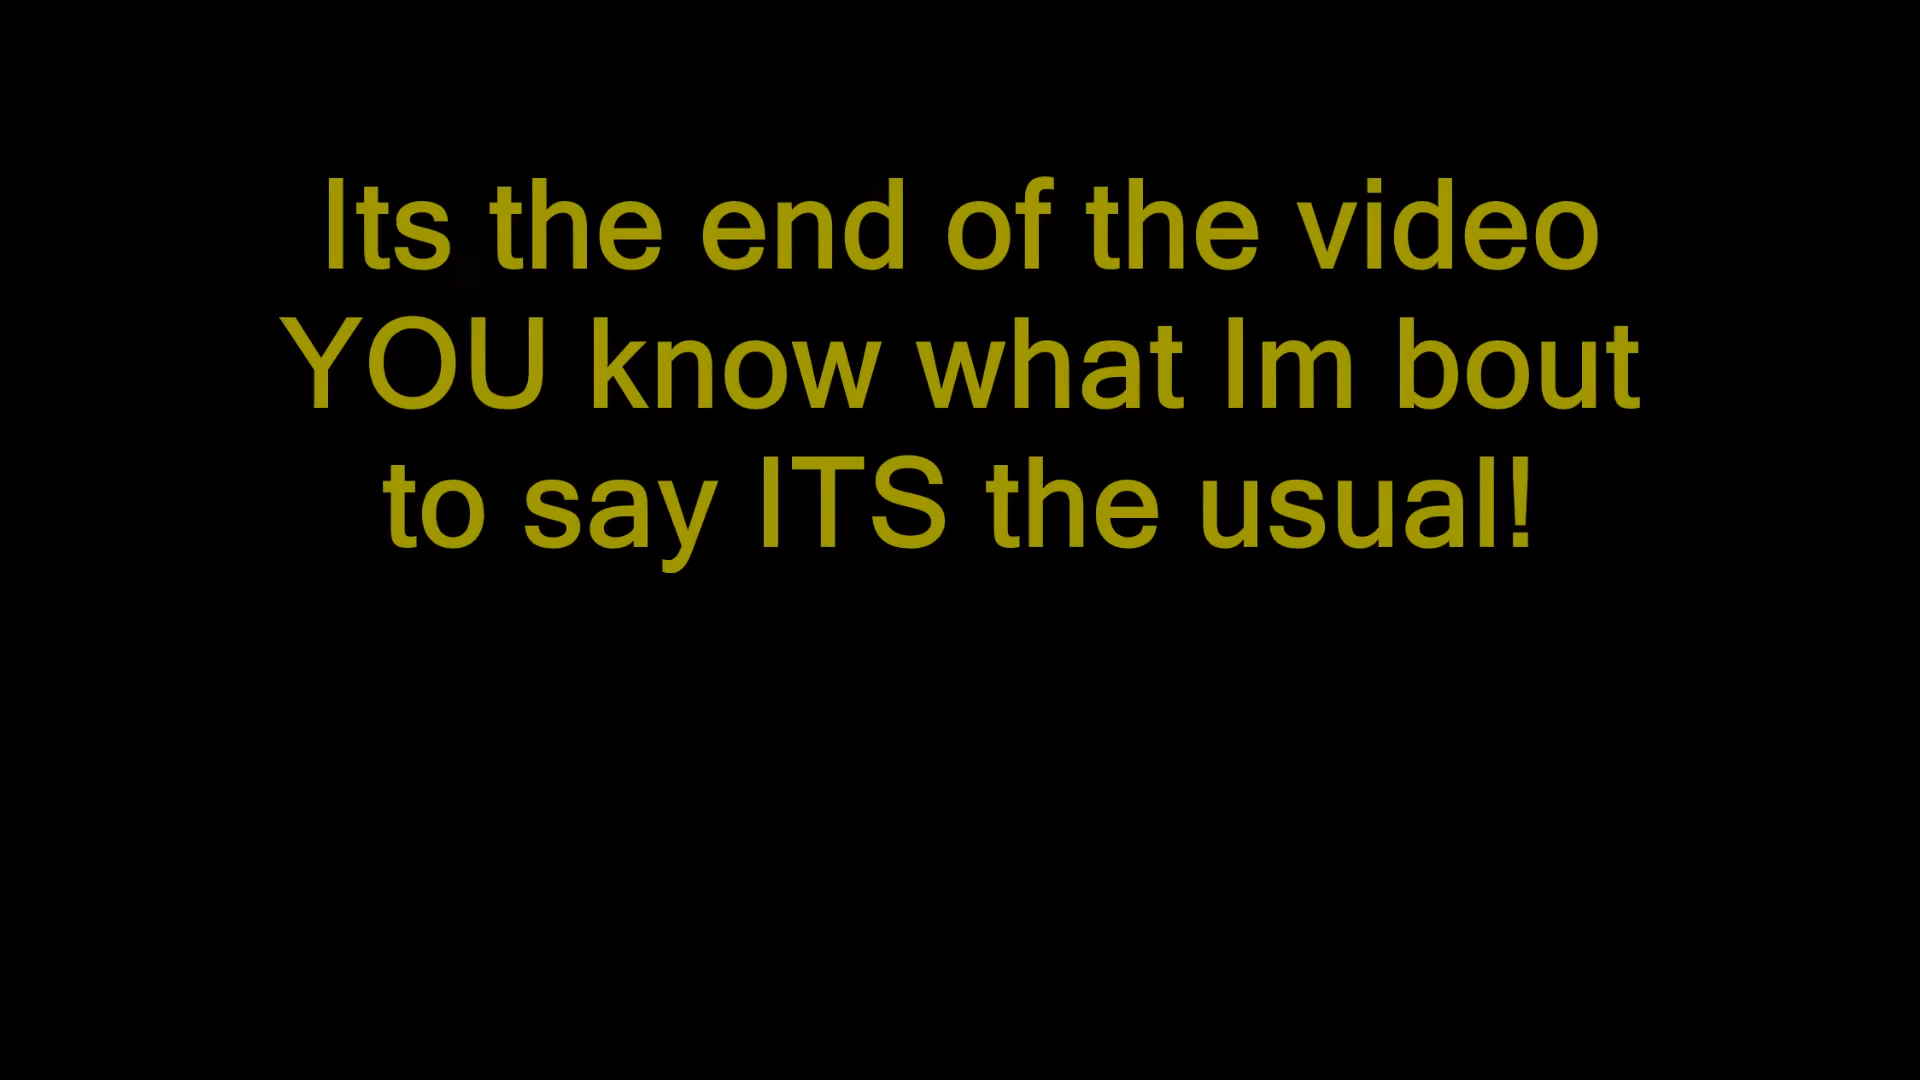 Its the end of the video
YOU know what Im bout
to say ITS the usual!